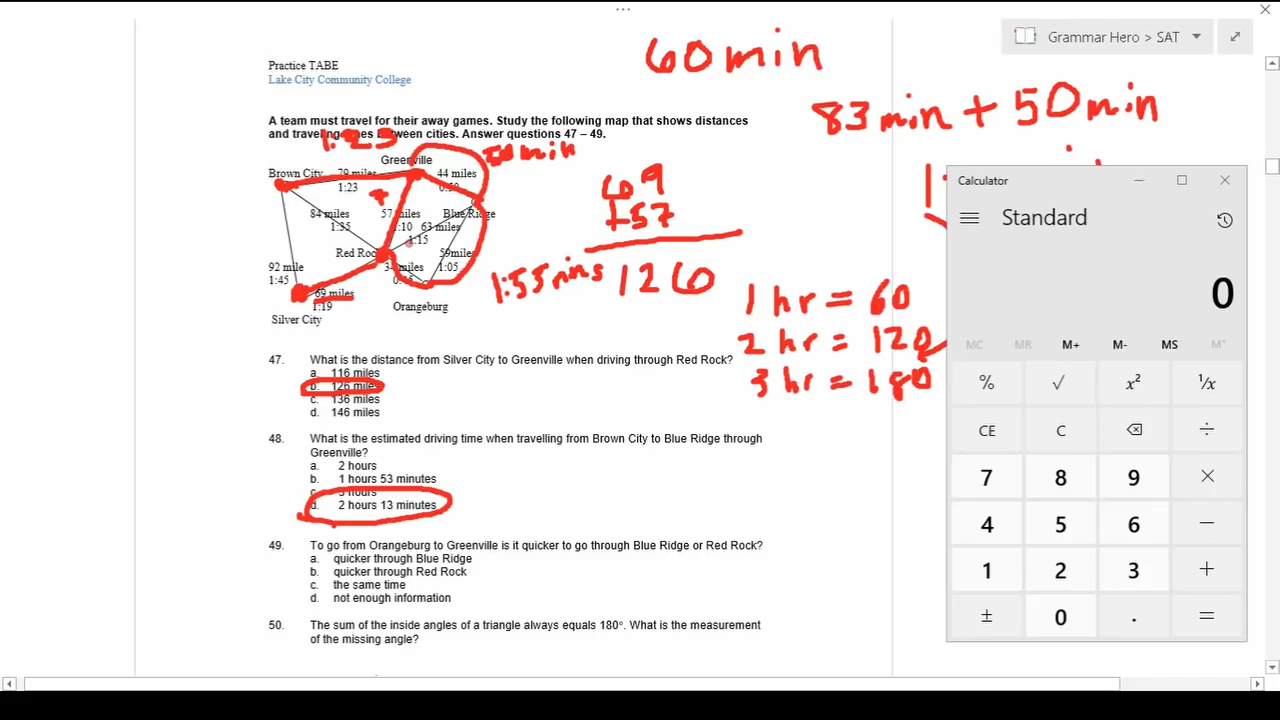 Grammar Hero > SAT
60 min
Practice TABE
Lake City Community College
83 min + 50 min
A team must travel for their away games. Study the following map that shows distances
and traveling times between cities. Answer questions 47 – 49.
1:23
Greenville
50 min
Brown City
79 miles
44 miles
1:23
+
84 miles
57 miles
Blue Ridge
1:35
1:10
63 miles
1:15
Red Rock
59miles
92 mile
1:05
1:45
69 miles
1:19
Orangeburg
Silver City
69
+57
126
1:55 mins
1 hr = 60
2 hr = 120
3 hr = 180
47. What is the distance from Silver City to Greenville when driving through Red Rock?
a. 116 miles
b. 126 miles
c. 136 miles
d. 146 miles
48. What is the estimated driving time when travelling from Brown City to Blue Ridge through
Greenville?
a. 2 hours
b. 1 hours 53 minutes
c. 3 hours
d. 2 hours 13 minutes
49. To go from Orangeburg to Greenville is it quicker to go through Blue Ridge or Red Rock?
a. quicker through Blue Ridge
b. quicker through Red Rock
c. the same time
d. not enough information
50. The sum of the inside angles of a triangle always equals 180°. What is the measurement
of the missing angle?
Calculator
Standard
0
MC MR M+ M- MS M˅
% √ x² ¹/x
CE C ÷
7 8 9 ×
4 5 6 −
1 2 3 +
± 0 . =